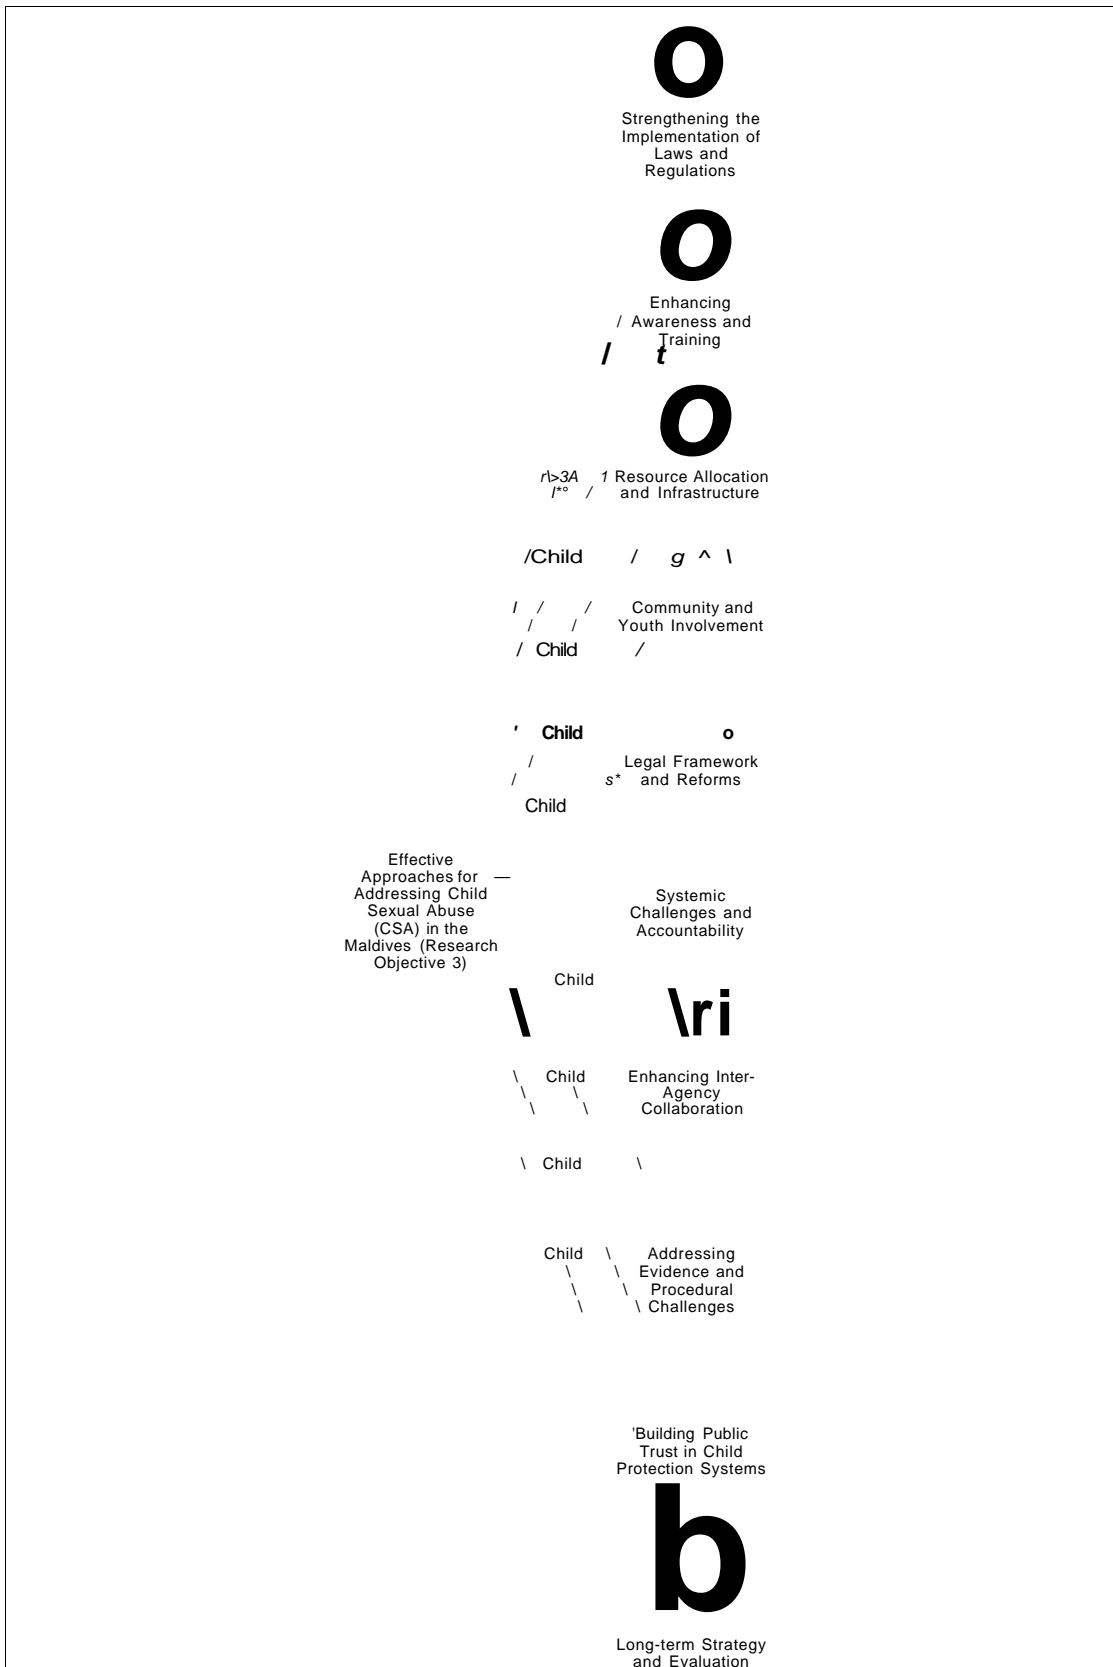 o
Strengthening the
Implementation of
Laws and
Regulations
o
Enhancing
/ Awareness and
Training
/ t
o
r\>3A 1 Resource Allocation
l*° / and Infrastructure
/Child / g ^ \
I / / Community and
/ / Youth Involvement
/ Child /
' Child o
/ Legal Framework
/ s* and Reforms
Child
Effective
Approaches for —
Addressing Child
Sexual Abuse
(CSA) in the
Maldives (Research
Objective 3)
Systemic
Challenges and
Accountability
Child
\ \ri
\ Child Enhancing Inter-
\ \ Agency
\ \ Collaboration
\ Child \
Child \ Addressing
\ \ Evidence and
\ \ Procedural
\ \ Challenges
'Building Public
Trust in Child
Protection Systems
b
Long-term Strategy
and Evaluation